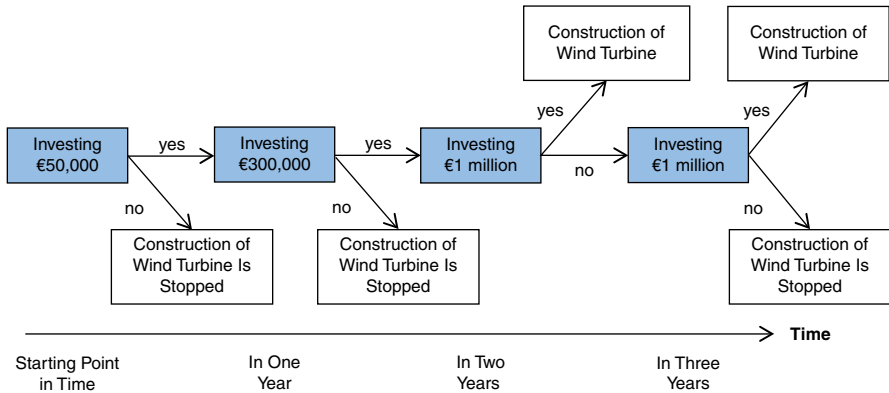 Construction of
Wind Turbine
Construction of
Wind Turbine
Investing
€50,000
yes
Investing
€300,000
yes
Investing
€1 million
yes
no
Investing
€1 million
yes
no
Construction of
Wind Turbine Is
Stopped
no
Construction of
Wind Turbine Is
Stopped
no
Construction of
Wind Turbine Is
Stopped
Time
Starting Point
in Time
In One
Year
In Two
Years
In Three
Years